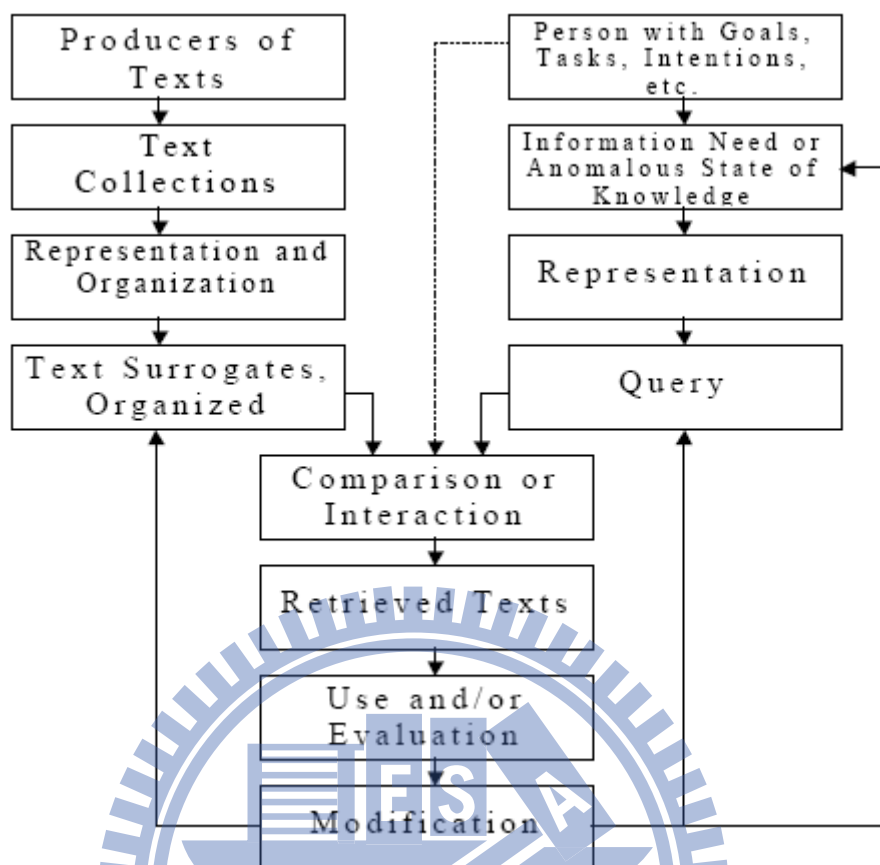 Producers of
Texts
Text
Collections
Representation and
Organization
Text Surrogates,
Organized
Person with Goals,
Tasks, Intentions,
etc.
Information Need or
Anomalous State of
Knowledge
Representation
Query
Comparison or
Interaction
Retrieved Texts
Use and/or
Evaluation
Modification
E S A